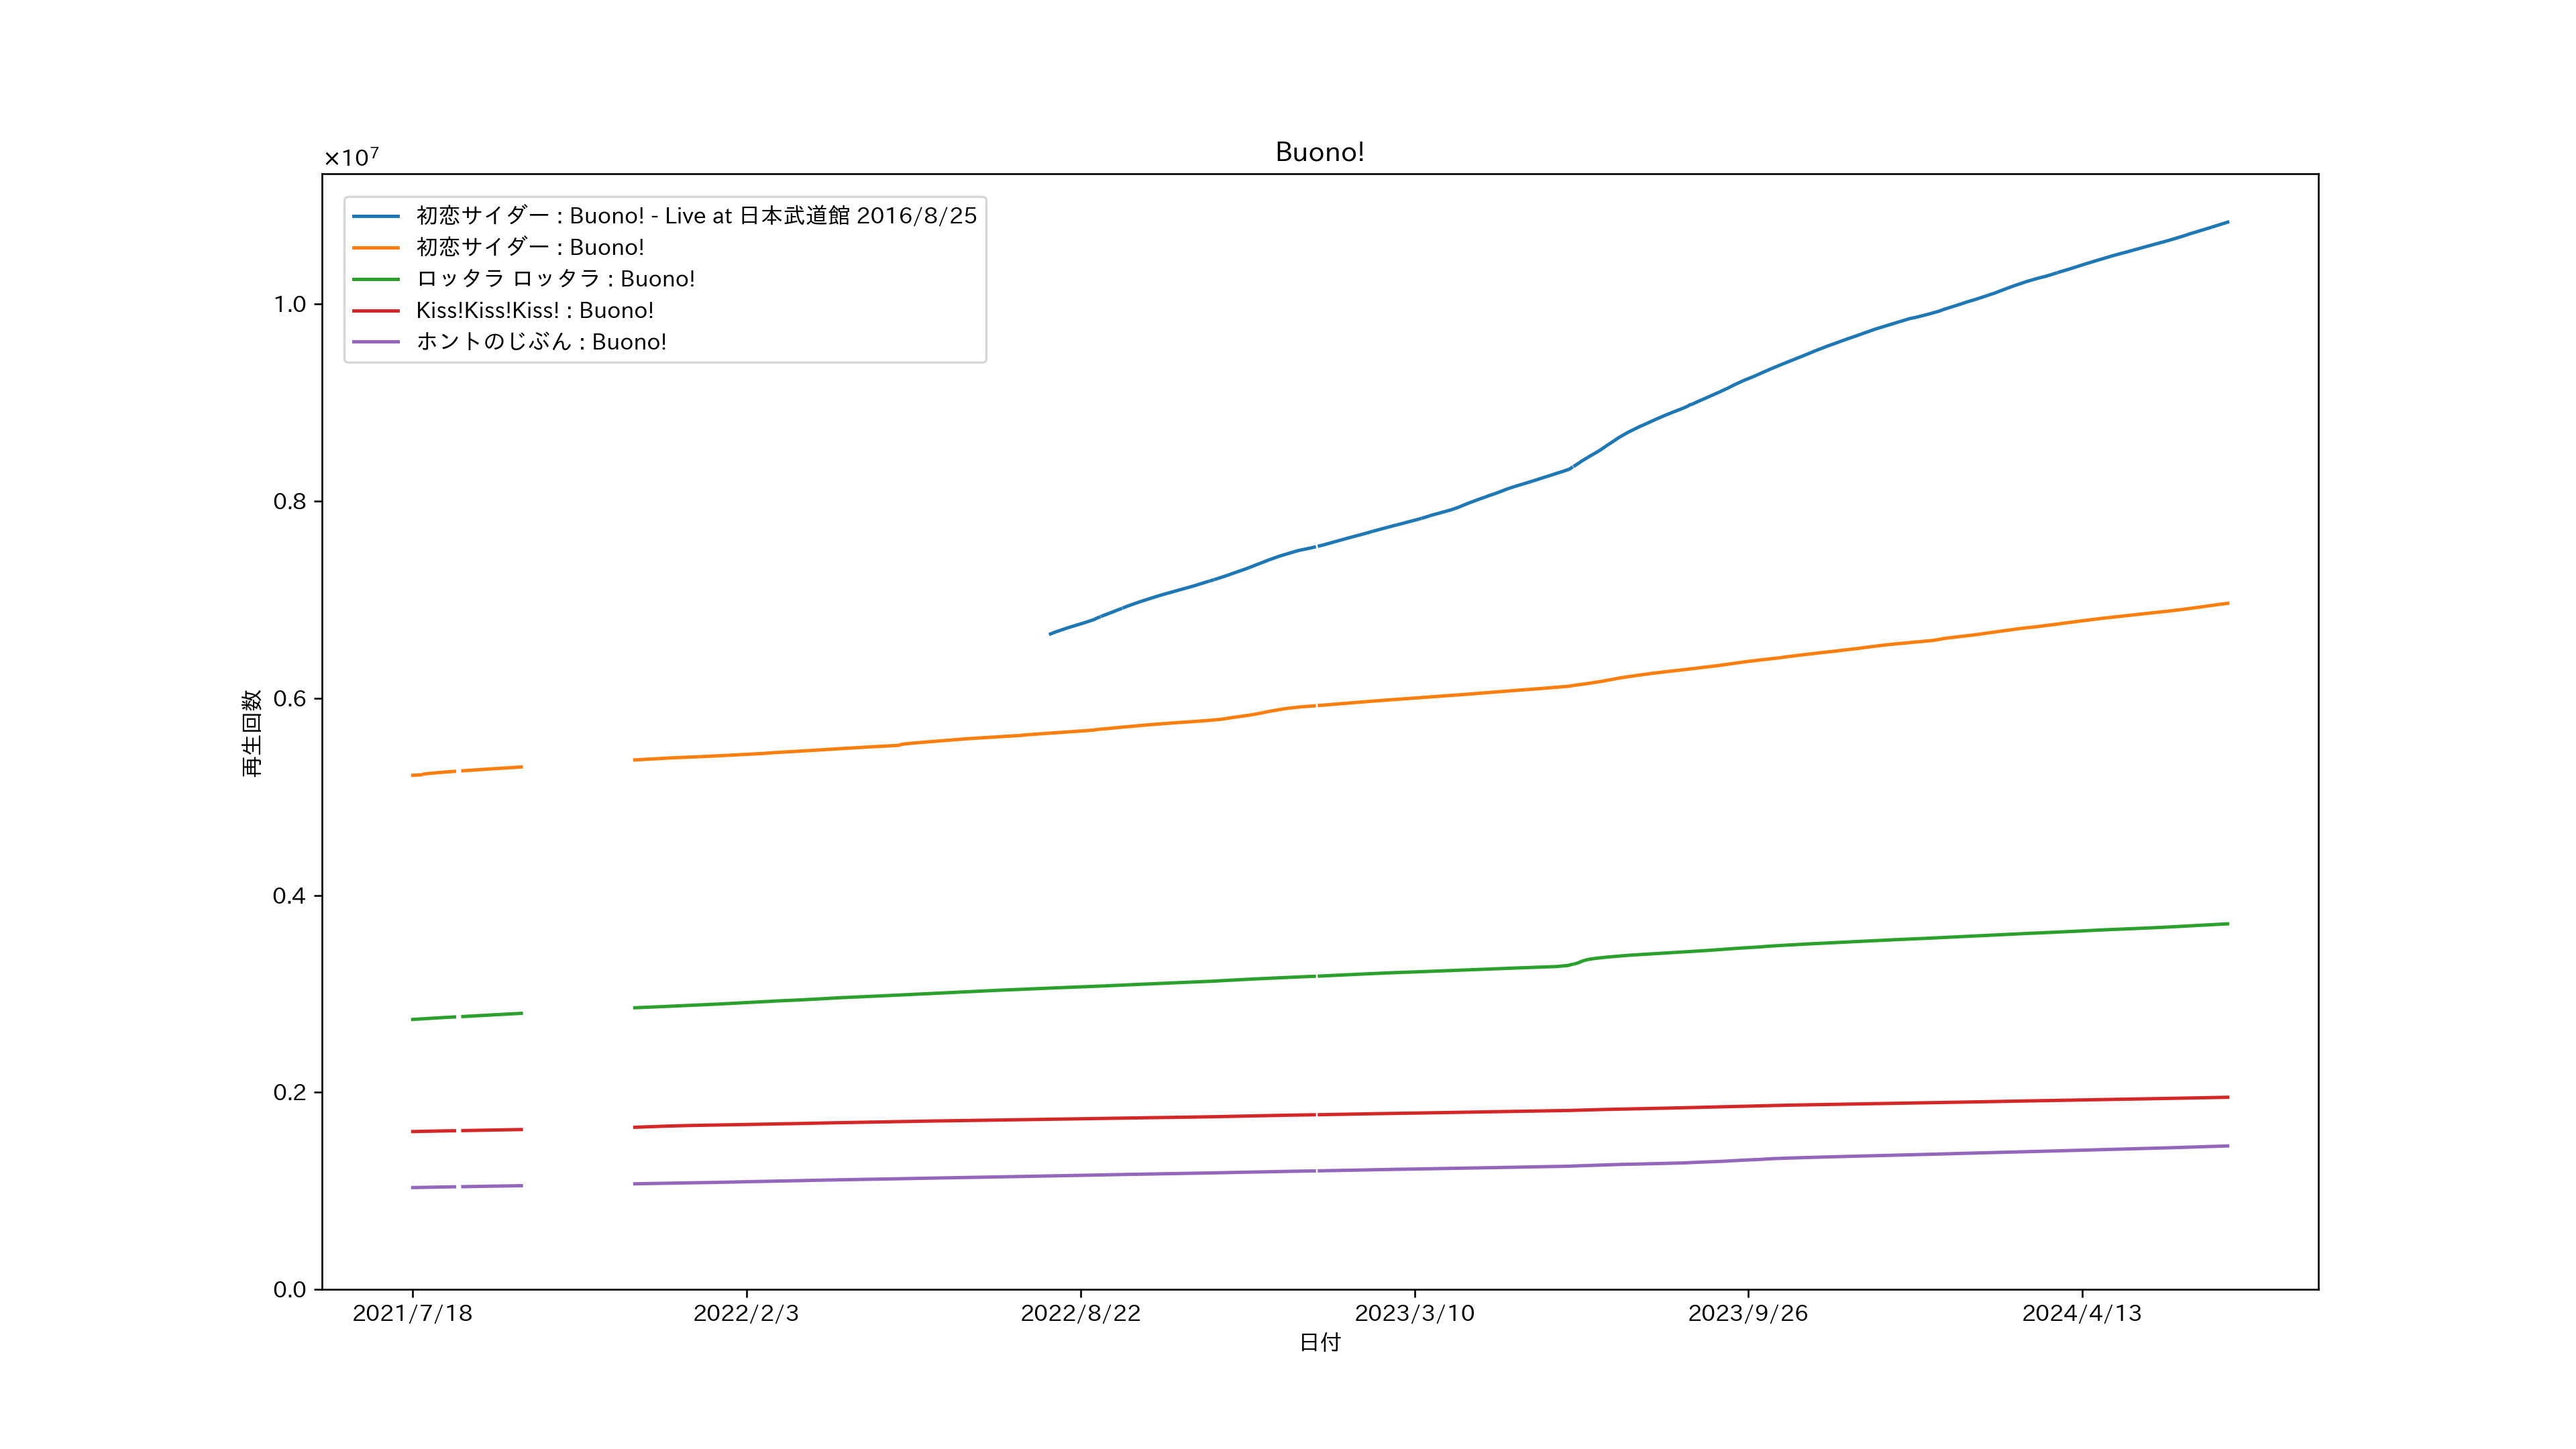 Buono!
×10⁷
初恋サイダー : Buono! - Live at 日本武道館 2016/8/25
初恋サイダー : Buono!
ロッタラ ロッタラ : Buono!
Kiss!Kiss!Kiss! : Buono!
ホントのじぶん : Buono!
1.0
0.8
0.6
0.4
0.2
0.0
再生回数
2021/7/18
2022/2/3
2022/8/22
2023/3/10
2023/9/26
2024/4/13
日付